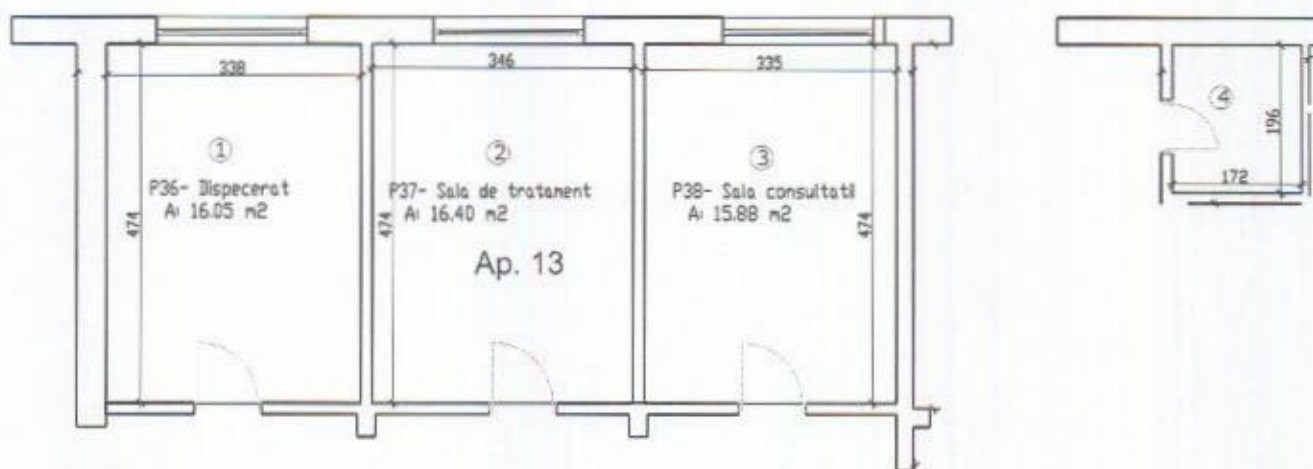 338
346
335
①
②
③
④
P36- Dispecerat
A: 16.05 m2
P37- Sala de tratament
A: 16.40 m2
P38- Sala consultatii
A: 15.88 m2
474
474
474
Ap. 13
196
172